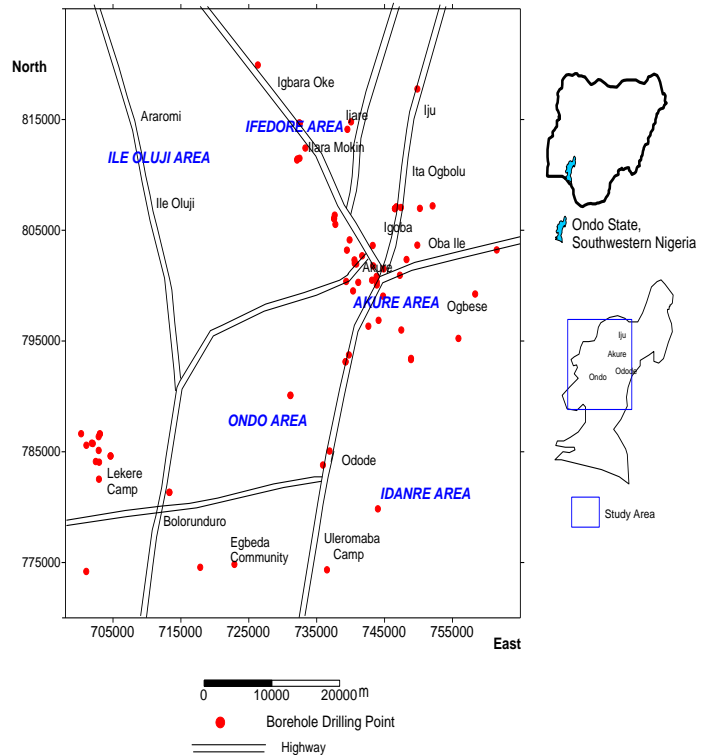 North
815000
805000
795000
785000
775000
705000
715000
725000
735000
745000
755000
East
Igbara Oke
Araromi
Ijare
Iju
IFEDORE AREA
Ilara Mokin
ILE OLUJI AREA
Ita Ogbolu
Ile Oluji
Igoba
Oba Ile
Akure
AKURE AREA
Ogbese
ONDO AREA
Lekere
Camp
Odode
IDANRE AREA
Bolorunduro
Egbeda
Community
Uleromaba
Camp
Ondo State,
Southwestern Nigeria
Iju
Akure
Ondo
Odode
Study Area
0 10000 20000 m
Borehole Drilling Point
Highway